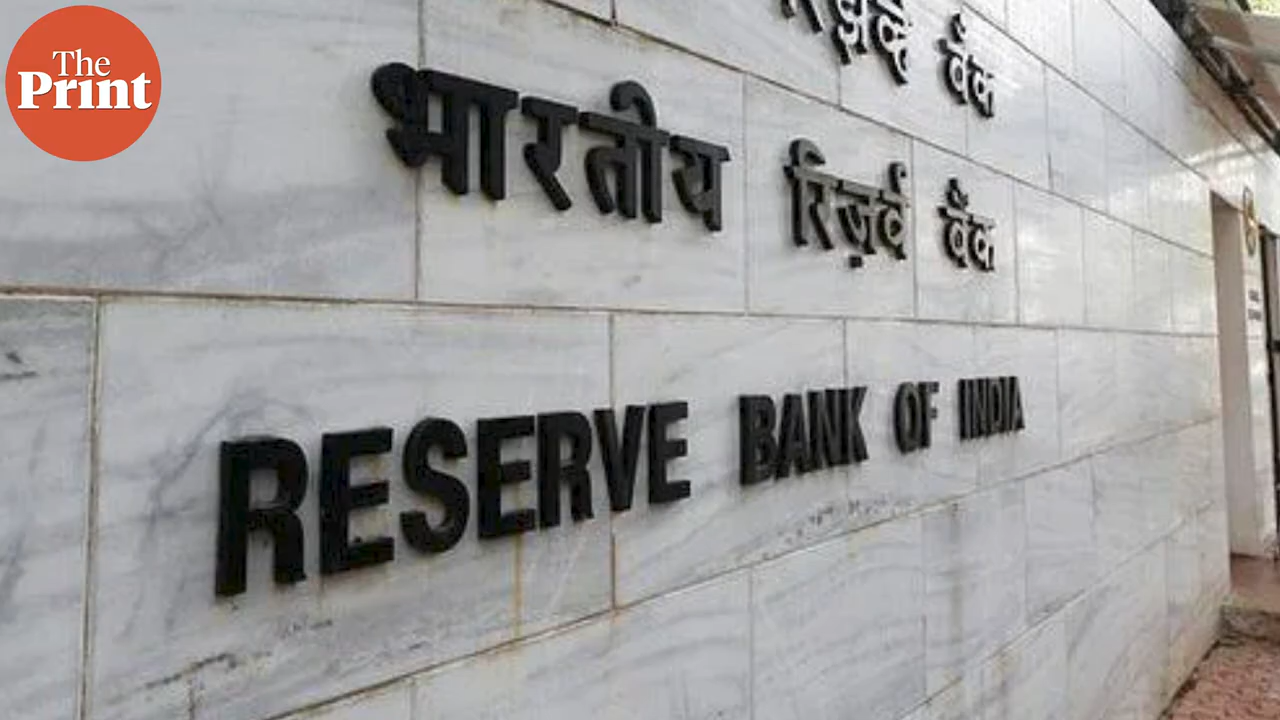 The
Print
बँक
भारतीय रिज़र्व बैंक
RESERVE BANK OF INDIA